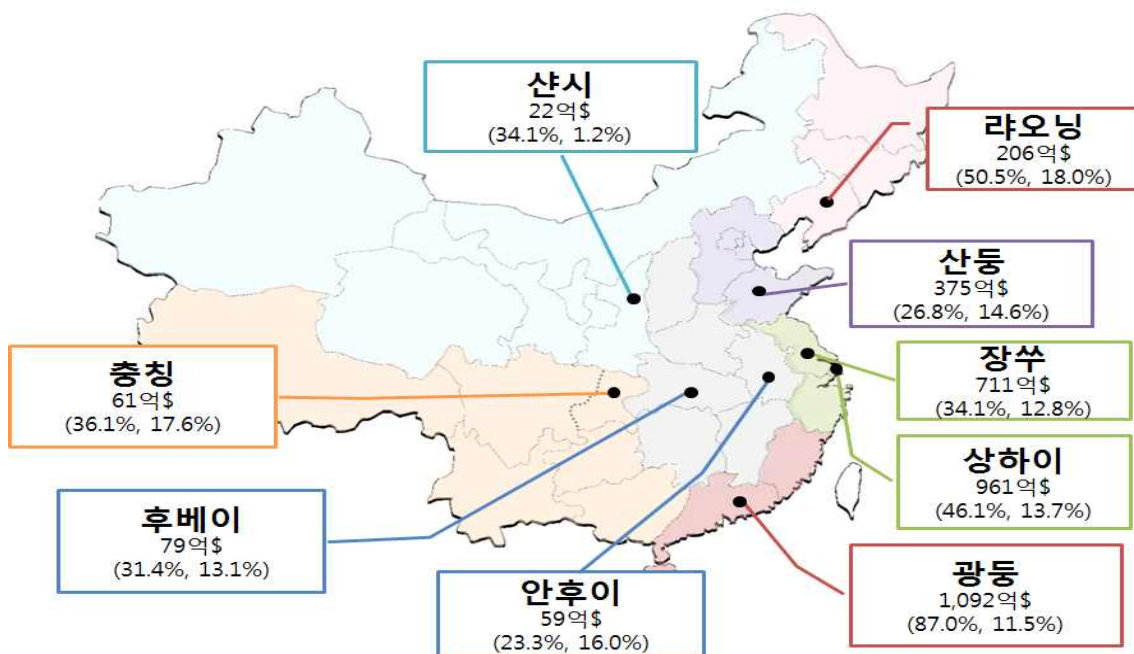 샨시
22억$
(34.1%, 1.2%)
랴오닝
206억$
(50.5%, 18.0%)
산둥
375억$
(26.8%, 14.6%)
충칭
61억$
(36.1%, 17.6%)
장쑤
711억$
(34.1%, 12.8%)
상하이
961억$
(46.1%, 13.7%)
후베이
79억$
(31.4%, 13.1%)
안후이
59억$
(23.3%, 16.0%)
광둥
1,092억$
(87.0%, 11.5%)